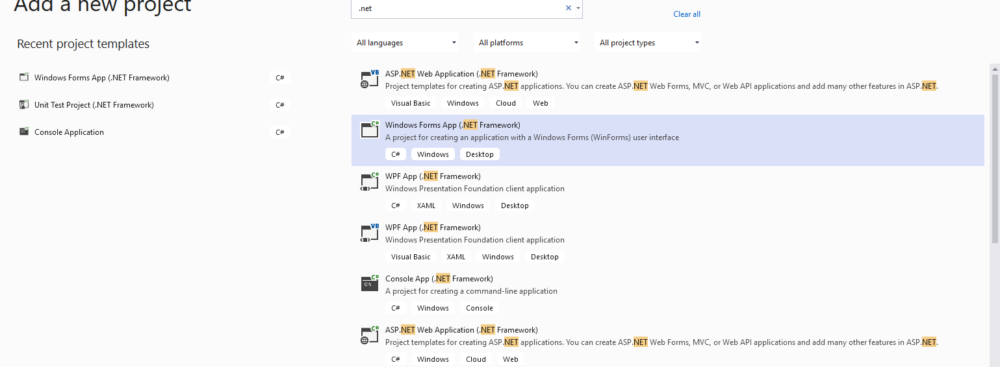 Add a new project
.net
Clear all
Recent project templates
All languages
All platforms
All project types
Windows Forms App (.NET Framework)
C#
Unit Test Project (.NET Framework)
C#
Console Application
C#
VB
ASP.NET Web Application (.NET Framework)
Project templates for creating ASP.NET applications. You can create ASP.NET Web Forms, MVC, or Web API applications and add many other features in ASP.NET.
Visual Basic Windows Cloud Web
C#
Windows Forms App (.NET Framework)
A project for creating an application with a Windows Forms (WinForms) user interface
C# Windows Desktop
C#
WPF App (.NET Framework)
Windows Presentation Foundation client application
C# XAML Windows Desktop
VB
WPF App (.NET Framework)
Windows Presentation Foundation client application
Visual Basic XAML Windows Desktop
C#
C:\
Console App (.NET Framework)
A project for creating a command-line application
C# Windows Console
C#
ASP.NET Web Application (.NET Framework)
Project templates for creating ASP.NET applications. You can create ASP.NET Web Forms, MVC, or Web API applications and add many other features in ASP.NET.
C# Windows Cloud Web